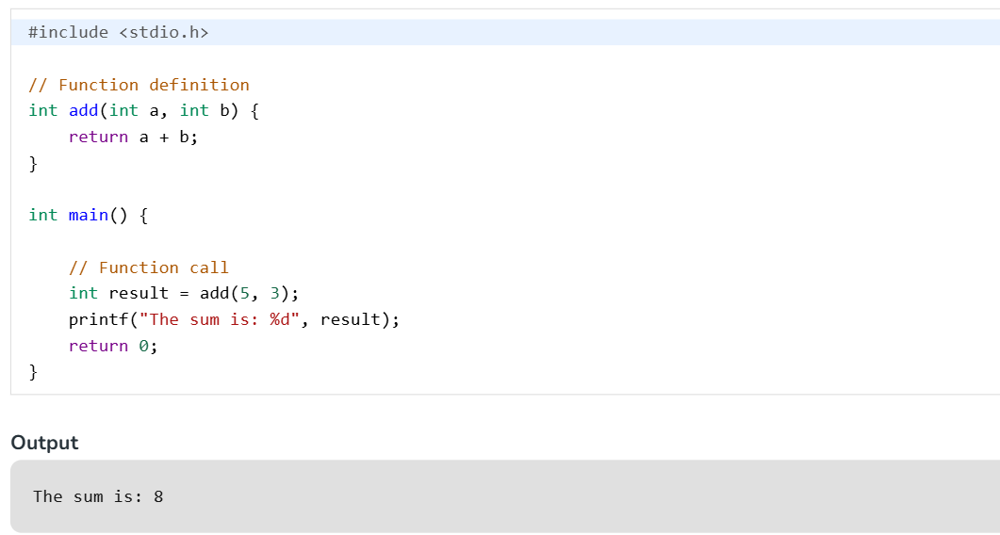 #include <stdio.h>
// Function definition
int add(int a, int b) {
    return a + b;
}
int main() {
    // Function call
    int result = add(5, 3);
    printf("The sum is: %d", result);
    return 0;
}
Output
The sum is: 8